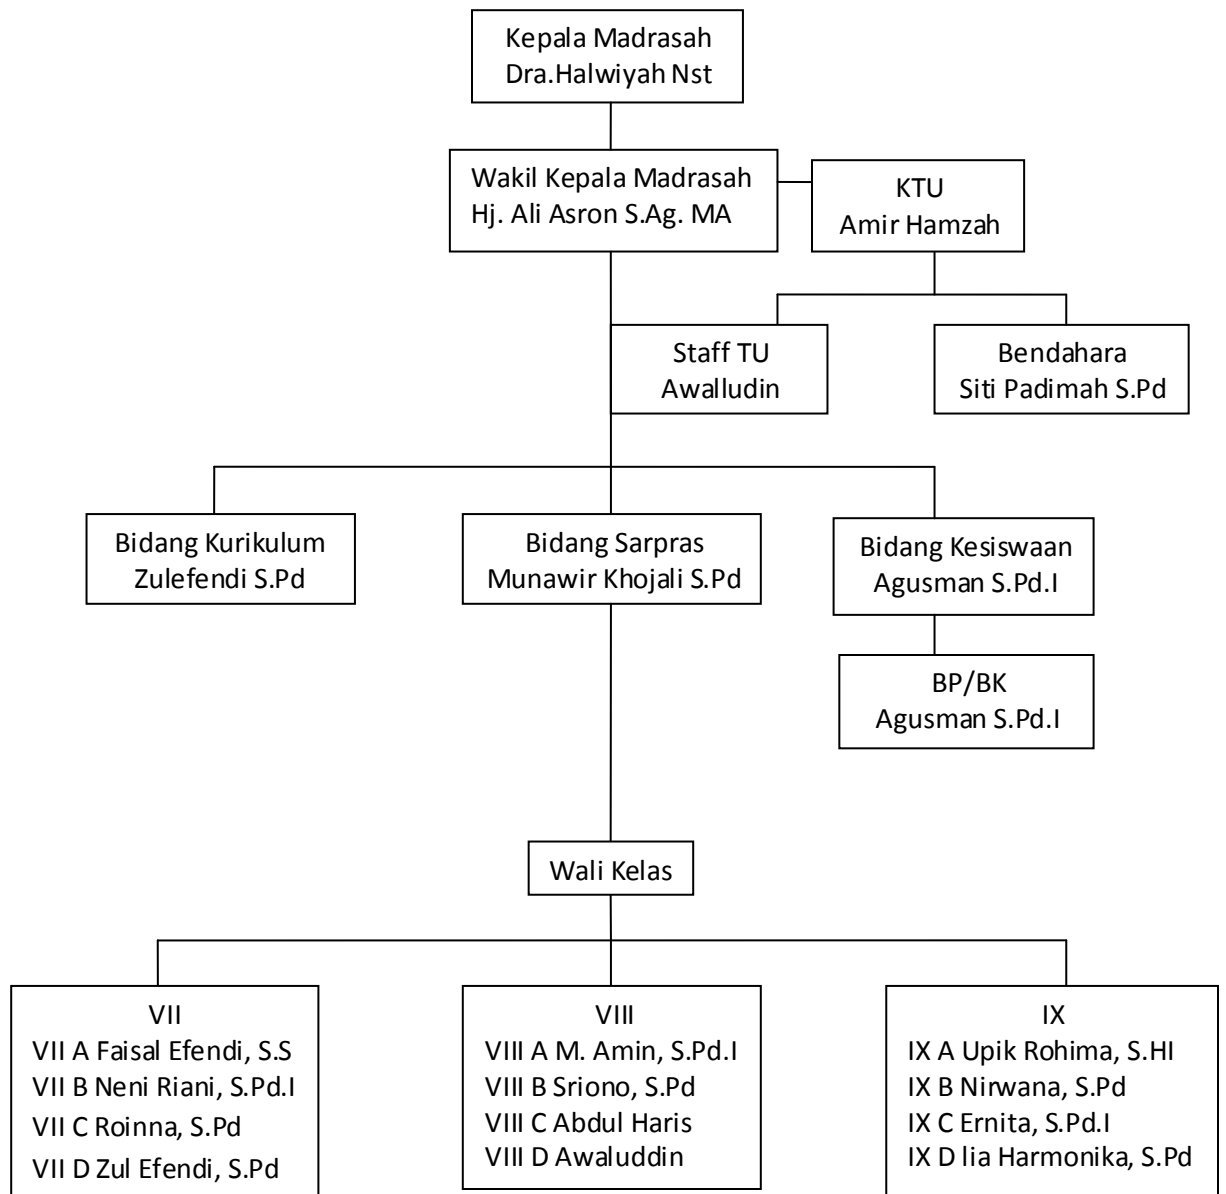 Kepala Madrasah
Dra.Halwiyah Nst
Wakil Kepala Madrasah
Hj. Ali Asron S.Ag. MA
KTU
Amir Hamzah
Staff TU
Awalludin
Bendahara
Siti Padimah S.Pd
Bidang Kurikulum
Zulefendi S.Pd
Bidang Sarpras
Munawir Khojali S.Pd
Bidang Kesiswaan
Agusman S.Pd.I
BP/BK
Agusman S.Pd.I
Wali Kelas
VII
VII A Faisal Efendi, S.S
VII B Neni Riani, S.Pd.I
VII C Roinna, S.Pd
VII D Zul Efendi, S.Pd
VIII
VIII A M. Amin, S.Pd.I
VIII B Sriono, S.Pd
VIII C Abdul Haris
VIII D Awaluddin
IX
IX A Upik Rohima, S.HI
IX B Nirwana, S.Pd
IX C Ernita, S.Pd.I
IX D lia Harmonika, S.Pd